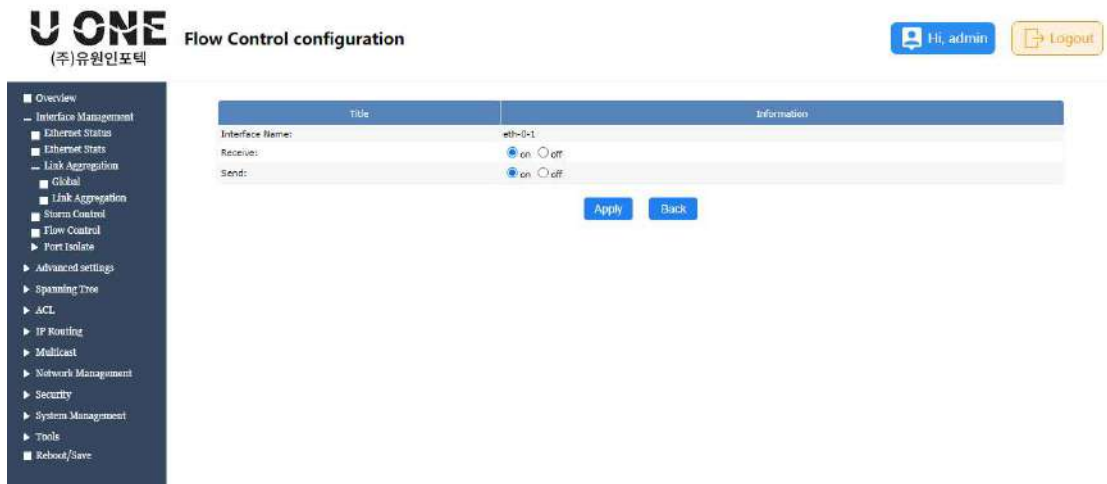 U ONE
(주)유원인포텍
Flow Control configuration
Hi, admin
Logout
Overview
Interface Management
Ethernet Status
Ethernet Stats
Link Aggregation
Global
Link Aggregation
Storm Control
Flow Control
Port Isolate
Advanced settings
Spanning Tree
ACL
IP Routing
Multicast
Network Management
Security
System Management
Tools
Reboot/Save
Title Information
Interface Name: eth-0-1
Receive: on off
Send: on off
Apply Back